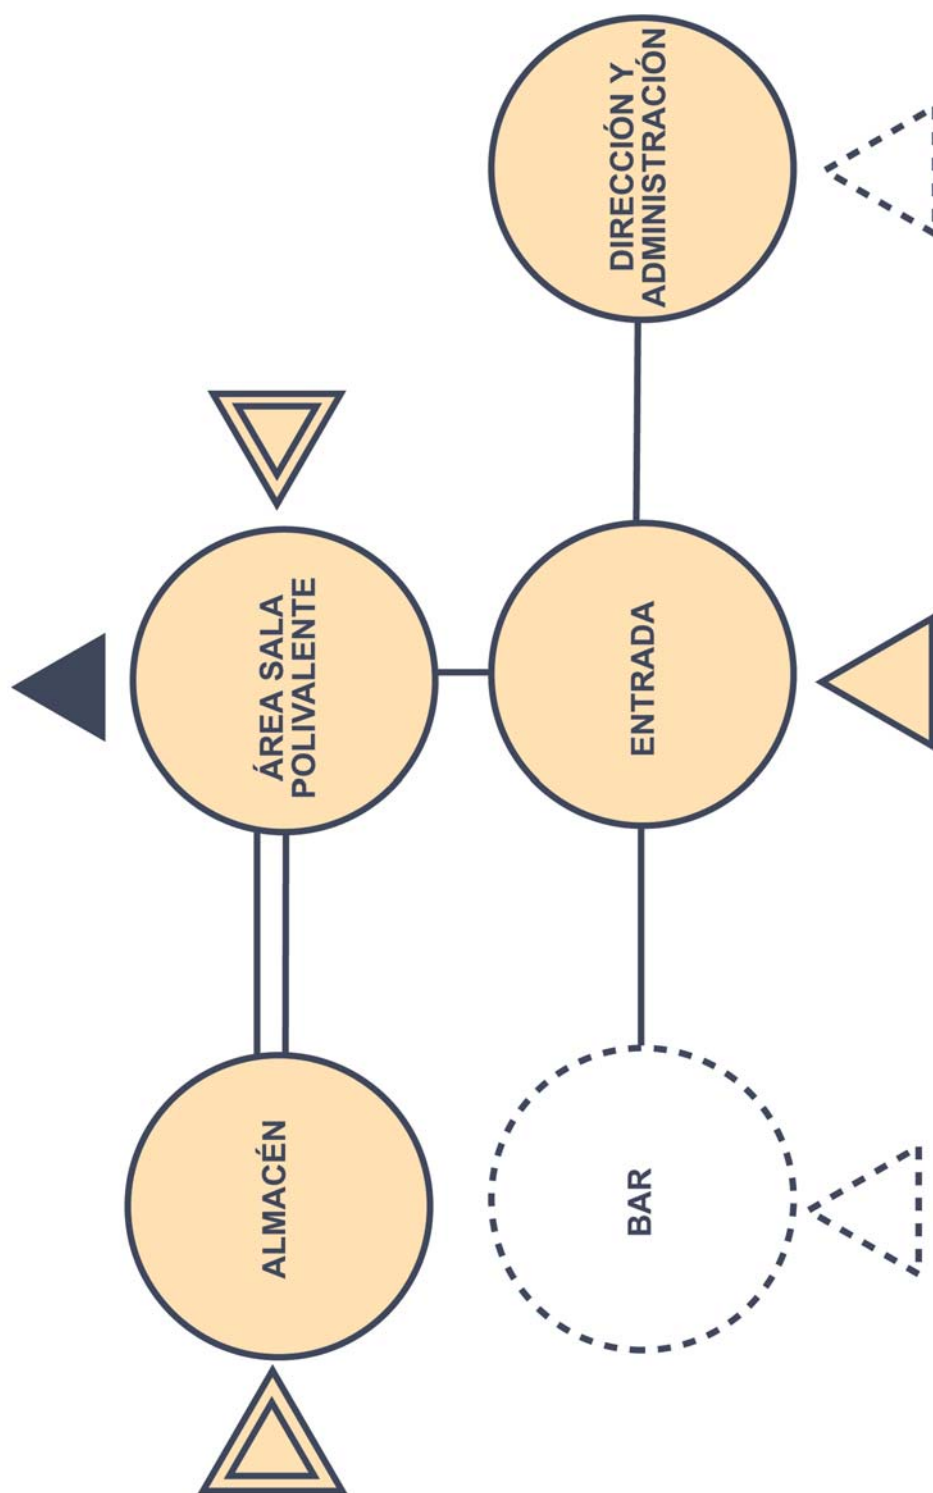 ALMACÉN
ÁREA SALA
POLIVALENTE
BAR
ENTRADA
DIRECCIÓN Y
ADMINISTRACIÓN